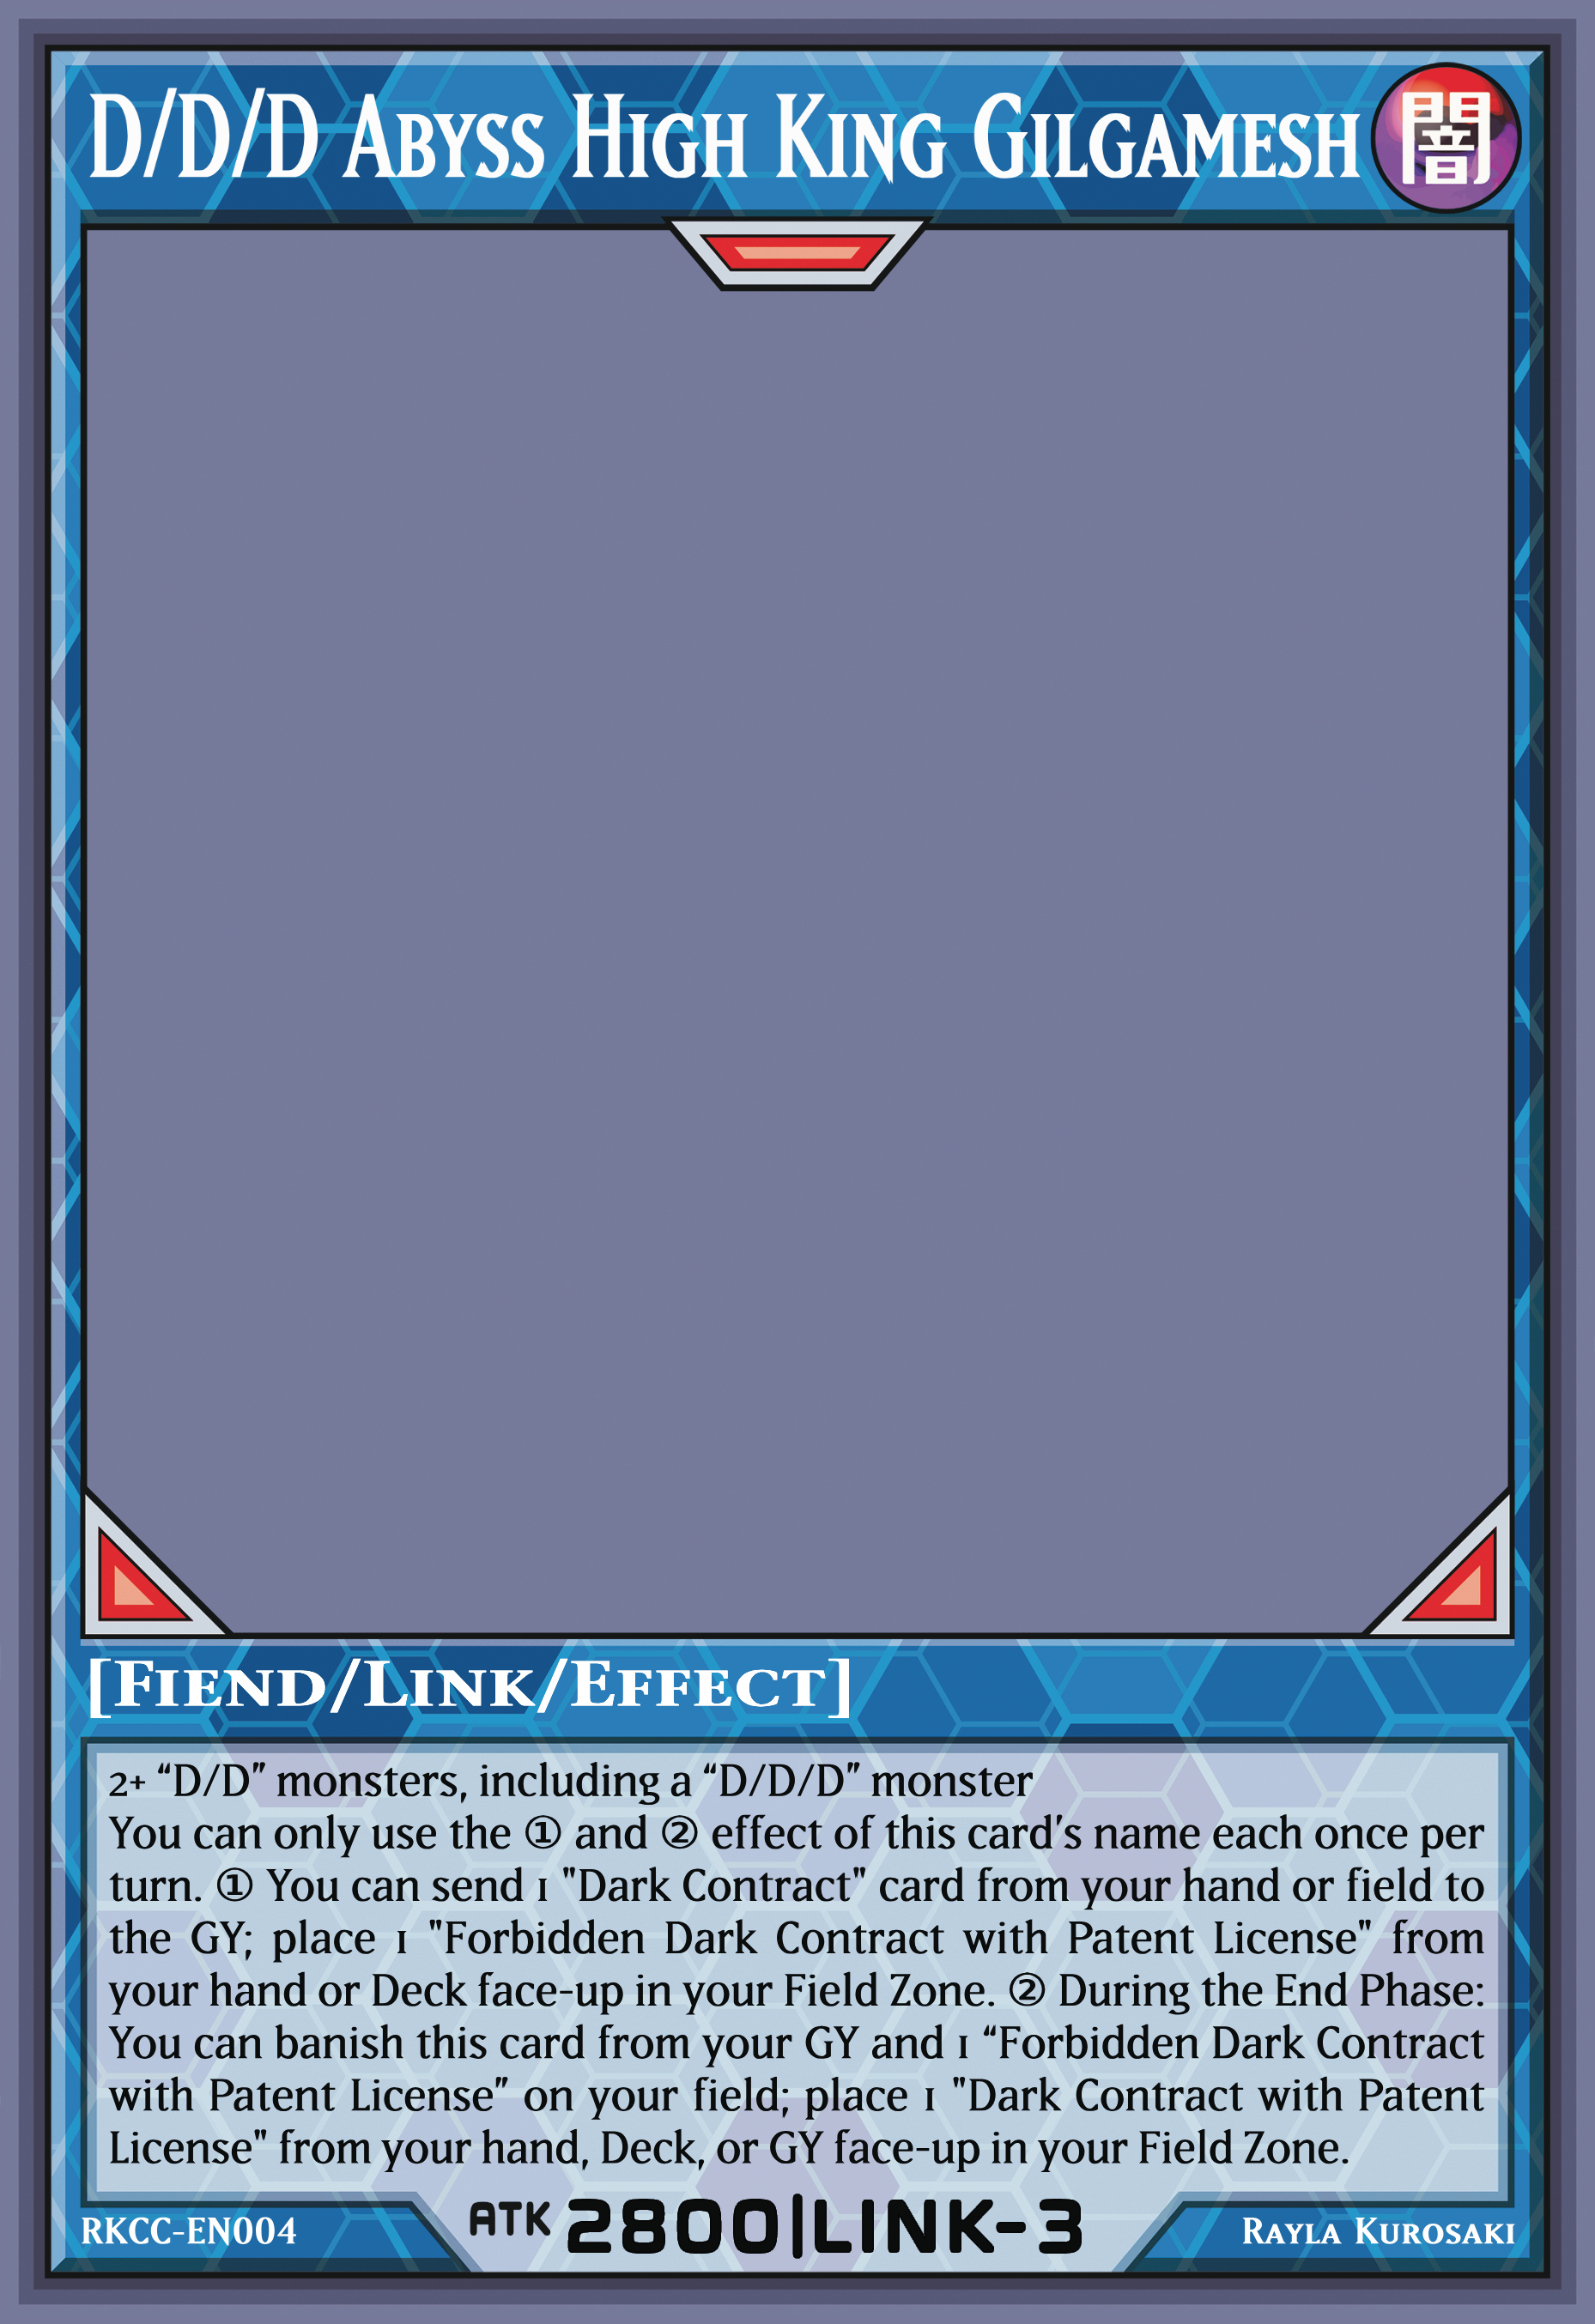 D/D/D Abyss High King Gilgamesh
闇
[Fiend/Link/Effect]
2+ “D/D” monsters, including a “D/D/D” monster
You can only use the ① and ② effect of this card's name each once per
turn. ① You can send 1 "Dark Contract" card from your hand or field to
the GY; place 1 "Forbidden Dark Contract with Patent License" from
your hand or Deck face-up in your Field Zone. ② During the End Phase:
You can banish this card from your GY and 1 “Forbidden Dark Contract
with Patent License” on your field; place 1 "Dark Contract with Patent
License" from your hand, Deck, or GY face-up in your Field Zone.
ATK 2800|LINK-3
RKCC-EN004
Rayla Kurosaki